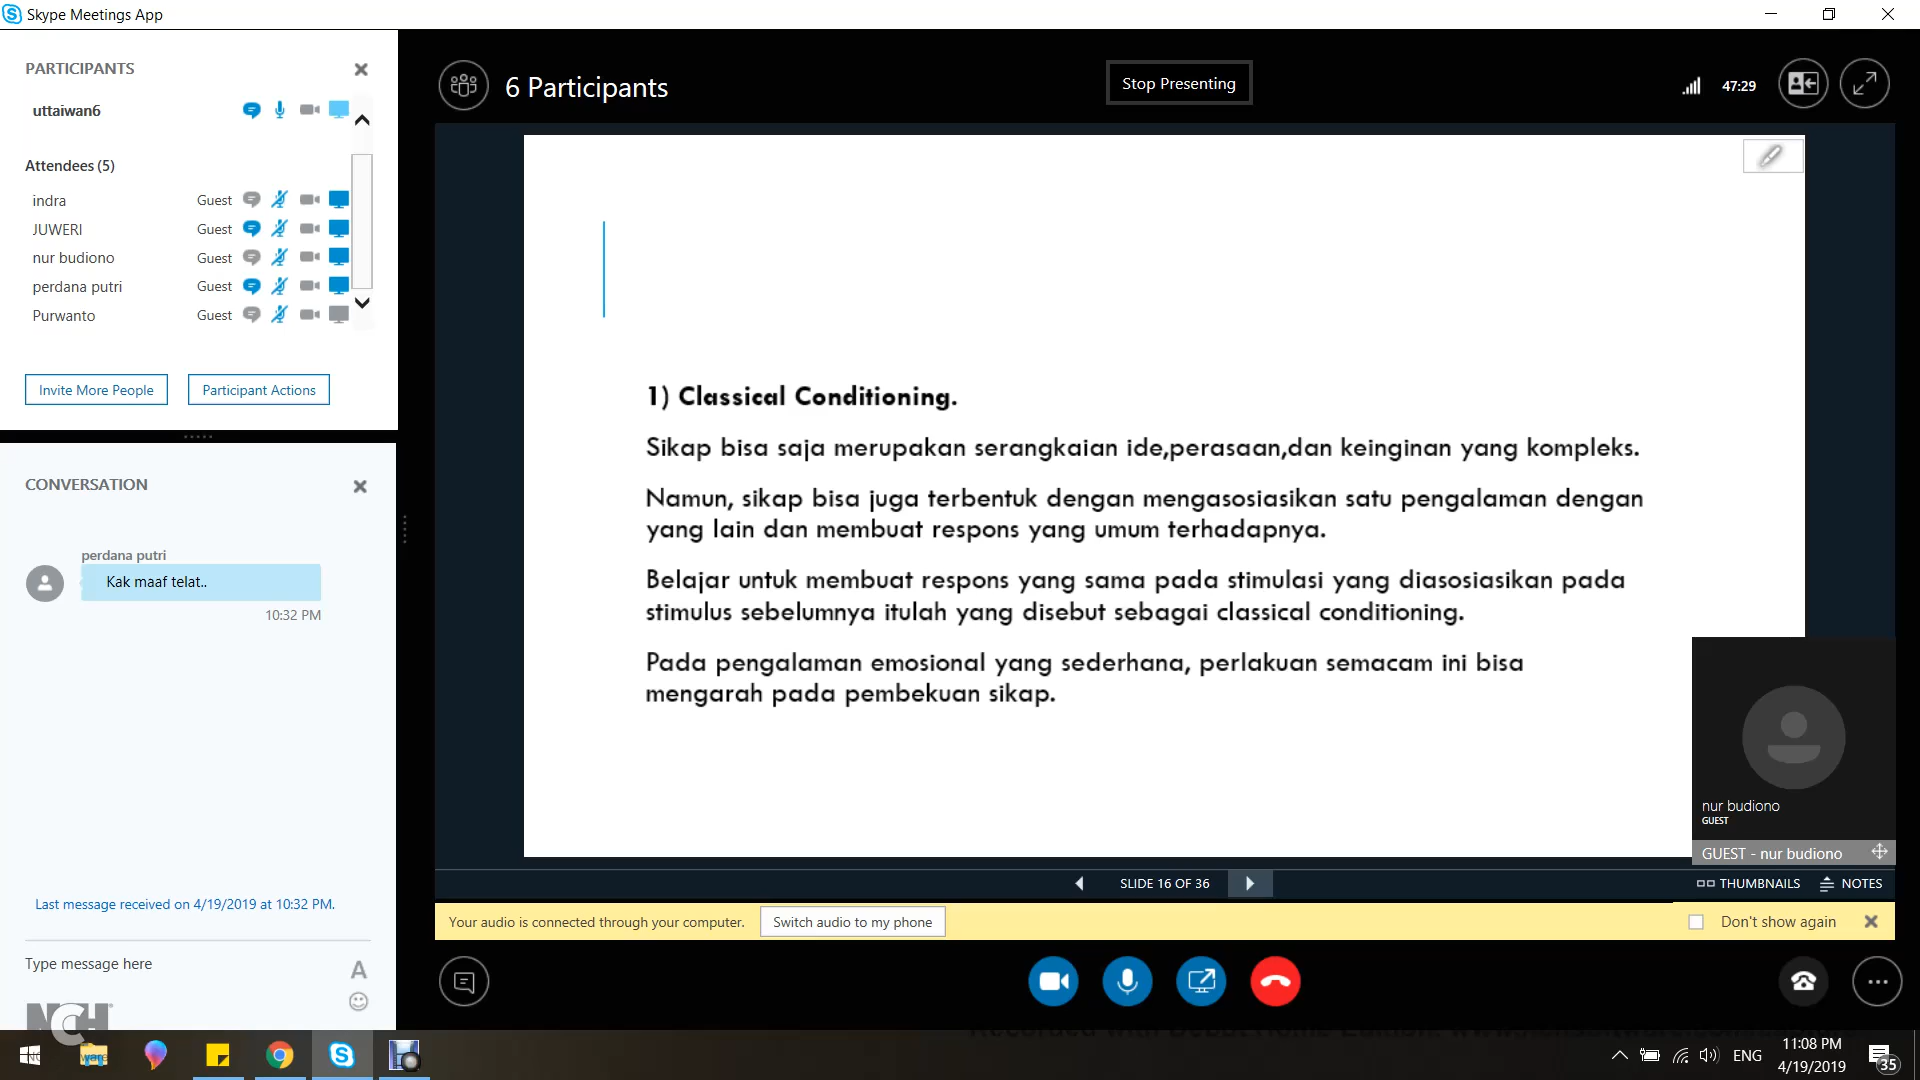 Skype Meetings App
PARTICIPANTS
uttaiwan6
Attendees (5)
indra Guest
JUWERI Guest
nur budiono Guest
perdana putri Guest
Purwanto Guest
Invite More People
Participant Actions
CONVERSATION
perdana putri
Kak maaf telat..
10:32 PM
Last message received on 4/19/2019 at 10:32 PM.
Type message here
A
NCH
6 Participants
Stop Presenting
47:29
1) Classical Conditioning.
Sikap bisa saja merupakan serangkaian ide,perasaan,dan keinginan yang kompleks.
Namun, sikap bisa juga terbentuk dengan mengasosiasikan satu pengalaman dengan
yang lain dan membuat respons yang umum terhadapnya.
Belajar untuk membuat respons yang sama pada stimulasi yang diasosiasikan pada
stimulus sebelumnya itulah yang disebut sebagai classical conditioning.
Pada pengalaman emosional yang sederhana, perlakuan semacam ini bisa
mengarah pada pembekuan sikap.
nur budiono
GUEST
GUEST - nur budiono
SLIDE 16 OF 36
THUMBNAILS
NOTES
Your audio is connected through your computer.
Switch audio to my phone
Don't show again
ENG
11:08 PM
4/19/2019
35